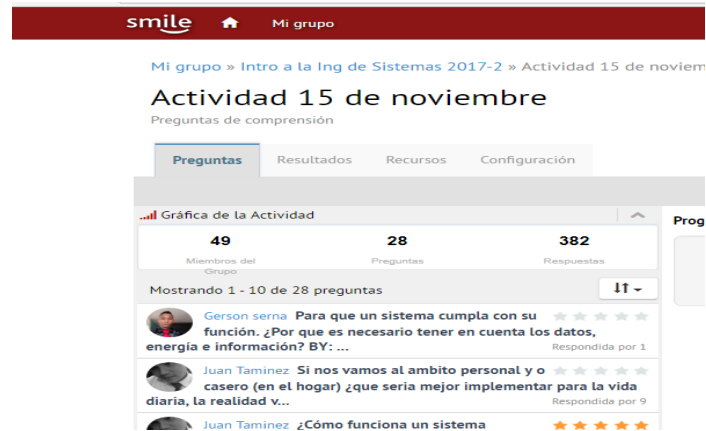 smile Mi grupo
Mi grupo » Intro a la Ing de Sistemas 2017-2 » Actividad 15 de noviem
Actividad 15 de noviembre
Preguntas de comprensión
Preguntas Resultados Recursos Configuración
Gráfica de la Actividad
Prog
49 28 382
Miembros del Grupo Preguntas Respuestas
Mostrando 1 - 10 de 28 preguntas
Gerson serna Para que un sistema cumpla con su
función. ¿Por que es necesario tener en cuenta los datos,
energía e información? BY: ...
Respondida por 1
Juan Taminez Si nos vamos al ambito personal y o
casero (en el hogar) ¿que seria mejor implementar para la vida
diaria, la realidad v...
Respondida por 9
Juan Taminez ¿Cómo funciona un sistema